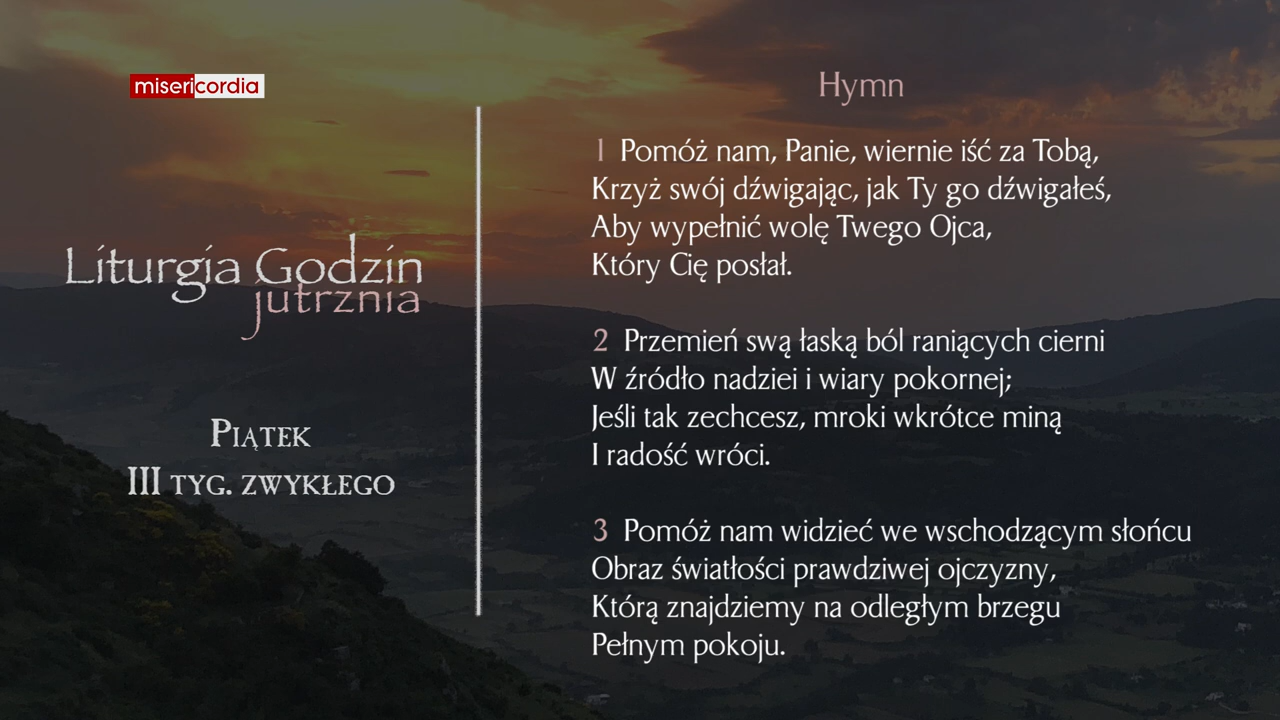 misericordia
Liturgia Godzin
jutrznia
Piątek
III tyg. zwykłego
Hymn
1 Pomóż nam, Panie, wiernie iść za Tobą,
Krzyż swój dźwigając, jak Ty go dźwigałeś,
Aby wypełnić wolę Twego Ojca,
Który Cię posłał.
2 Przemień swą łaską ból raniących cierni
W źródło nadziei i wiary pokornej;
Jeśli tak zechcesz, mroki wkrótce miną
I radość wróci.
3 Pomóż nam widzieć we wschodzącym słońcu
Obraz światłości prawdziwej ojczyzny,
Którą znajdziemy na odległym brzegu
Pełnym pokoju.